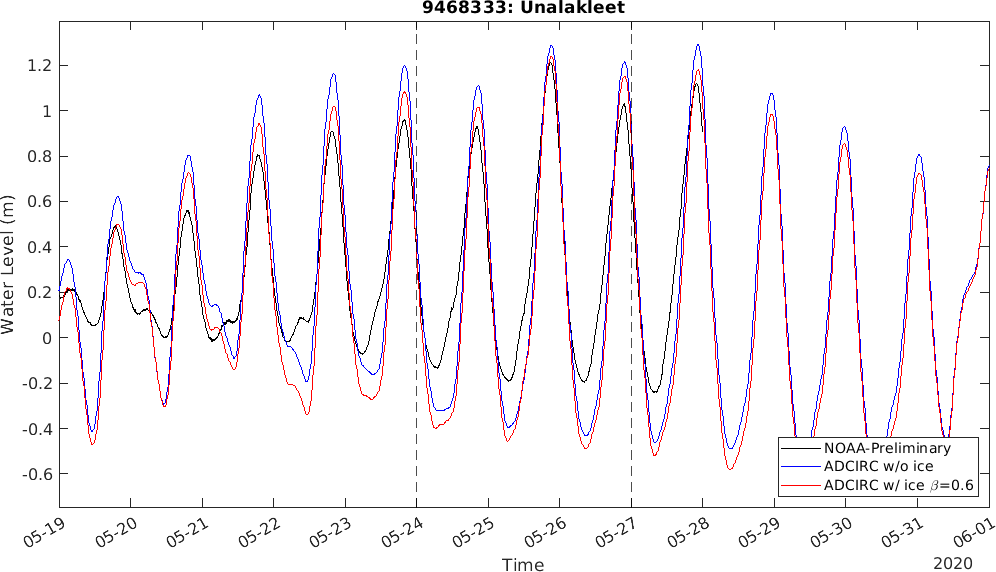 9468333: Unalakleet
Water Level (m)
1.2
1
0.8
0.6
0.4
0.2
0
-0.2
-0.4
-0.6
NOAA-Preliminary
ADCIRC w/o ice
ADCIRC w/ ice β=0.6
05-19 05-20 05-21 05-22 05-23 05-24 05-25 05-26 05-27 05-28 05-29 05-30 05-31 06-01
Time
2020